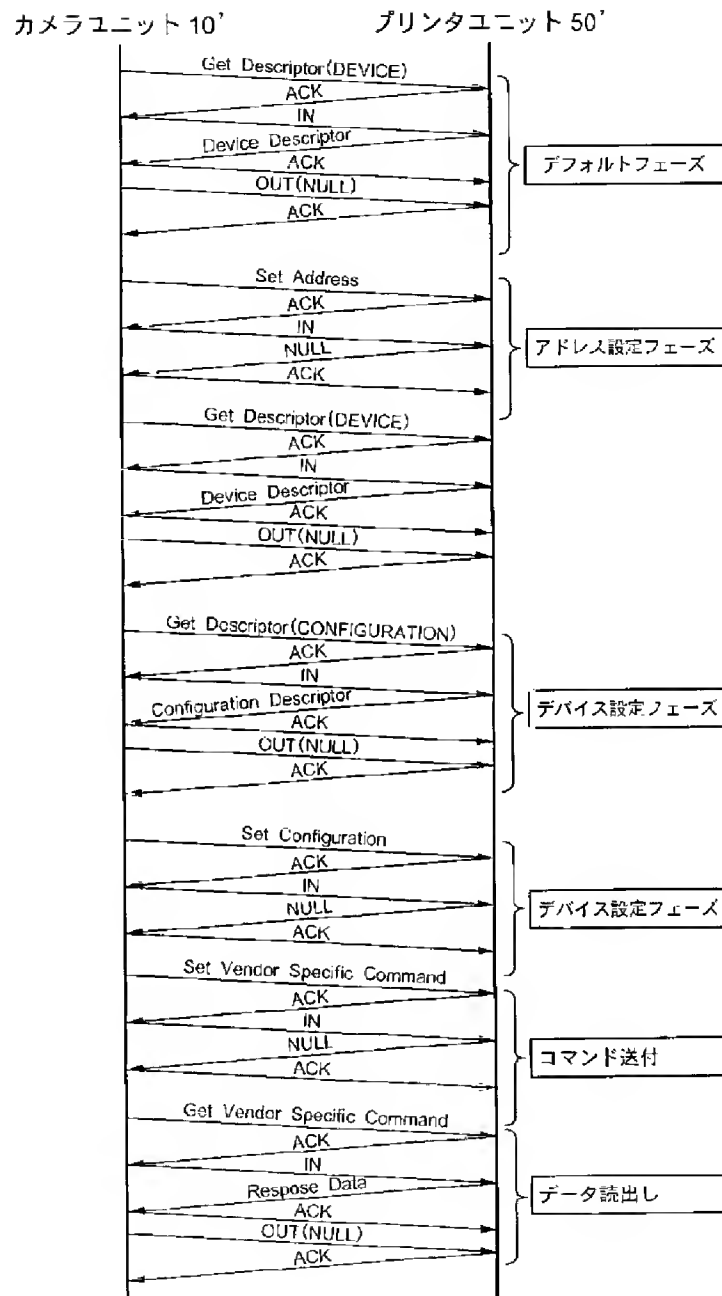 カメラユニット 10’ プリンタユニット 50’
Get Descriptor(DEVICE)
ACK
IN
Device Descriptor
ACK
OUT(NULL)
ACK
デフォルトフェーズ
Set Address
ACK
IN
NULL
ACK
アドレス設定フェーズ
Get Descriptor(DEVICE)
ACK
IN
Device Descriptor
ACK
OUT(NULL)
ACK
Get Descriptor(CONFIGURATION)
ACK
IN
Configuration Descriptor
ACK
OUT(NULL)
ACK
デバイス設定フェーズ
Set Configuration
ACK
IN
NULL
ACK
デバイス設定フェーズ
Set Vendor Specific Command
ACK
IN
NULL
ACK
コマンド送付
Get Vendor Specific Command
ACK
IN
Respose Data
ACK
OUT(NULL)
ACK
データ読出し